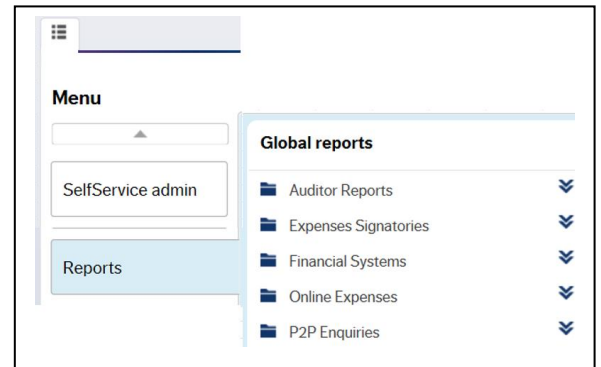 Menu
SelfService admin
Reports
Global reports
Auditor Reports
Expenses Signatories
Financial Systems
Online Expenses
P2P Enquiries